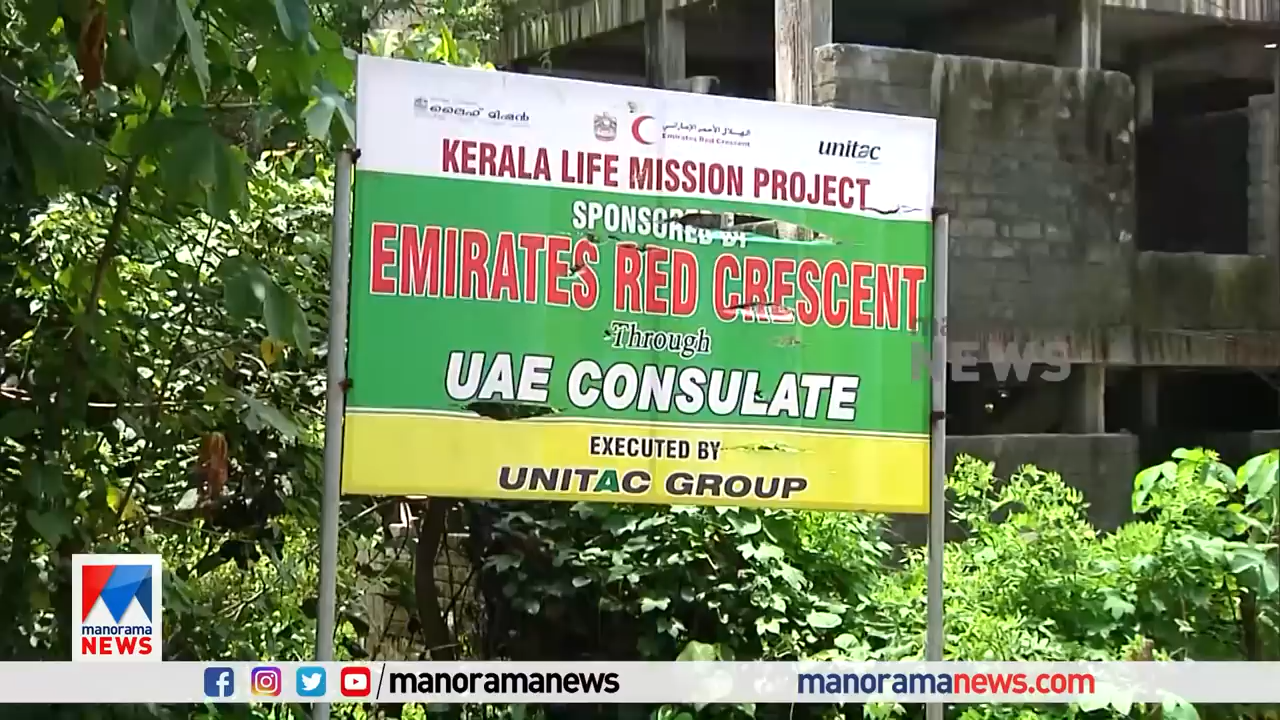 ലൈഫ് മിഷൻ
الهلال الأحمر الإماراتي
Emirates Red Crescent
unitac
KERALA LIFE MISSION PROJECT
SPONSORED BY
EMIRATES RED CRESCENT
Through
UAE CONSULATE
EXECUTED BY
UNITAC GROUP
NEWS
manorama
NEWS
manoramanews
manoramanews.com